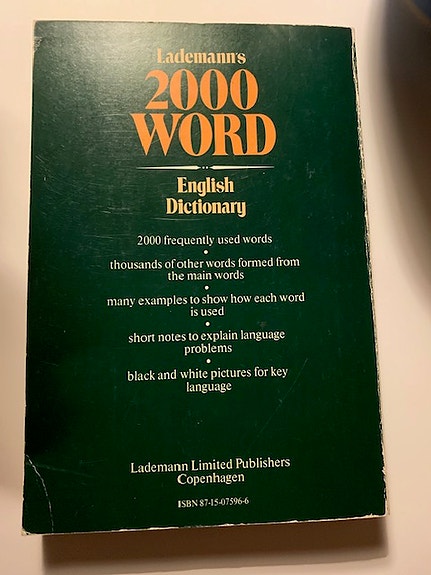 Lademann's
2000
WORD
English
Dictionary
2000 frequently used words
•
thousands of other words formed from
the main words
•
many examples to show how each word
is used
•
short notes to explain language
problems
•
black and white pictures for key
language
Lademann Limited Publishers
Copenhagen
ISBN 87-15-07596-6